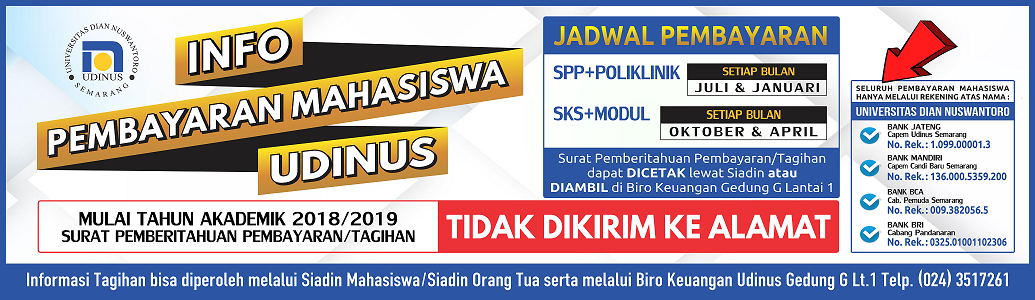 UNIVERSITAS DIAN NUSWANTORO
UDINUS
SEMARANG
INFO
PEMBAYARAN MAHASISWA
UDINUS
JADWAL PEMBAYARAN
SPP+POLIKLINIK
SETIAP BULAN
JULI & JANUARI
SKS+MODUL
SETIAP BULAN
OKTOBER & APRIL
Surat Pemberitahuan Pembayaran/Tagihan
dapat DICETAK lewat Siadin atau
DIAMBIL di Biro Keuangan Gedung G Lantai 1
SELURUH PEMBAYARAN MAHASISWA
HANYA MELALUI REKENING ATAS NAMA :
UNIVERSITAS DIAN NUSWANTORO
BANK JATENG
Capem Udinus Semarang
No. Rek.: 1.099.00001.3
BANK MANDIRI
Capem Candi Baru Semarang
No. Rek.: 136.000.5359.200
BANK BCA
Cab. Pemuda Semarang
No. Rek.: 009.382056.5
BANK BRI
Cabang Pandanaran
No. Rek.: 0325.01001102306
MULAI TAHUN AKADEMIK 2018/2019
SURAT PEMBERITAHUAN PEMBAYARAN/TAGIHAN
TIDAK DIKIRIM KE ALAMAT
Informasi Tagihan bisa diperoleh melalui Siadin Mahasiswa/Siadin Orang Tua serta melalui Biro Keuangan Udinus Gedung G Lt.1 Telp. (024) 3517261